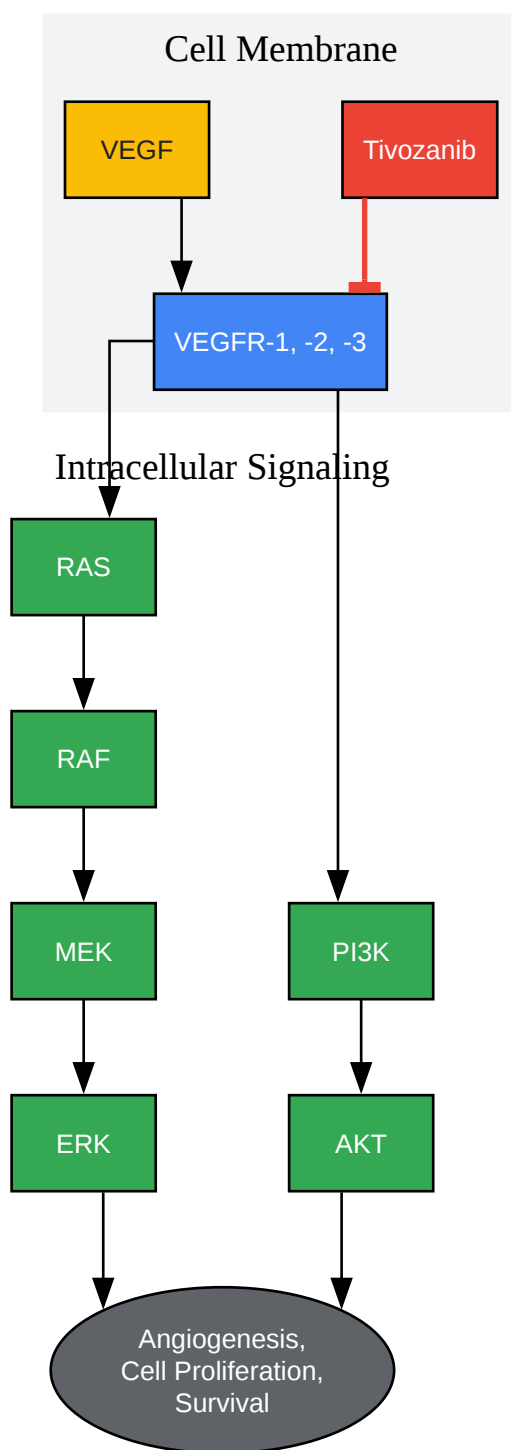 Cell Membrane
VEGF
Tivozanib
VEGFR-1, -2, -3
Intracellular Signaling
RAS
RAF
MEK
PI3K
ERK
AKT
Angiogenesis,
Cell Proliferation,
Survival